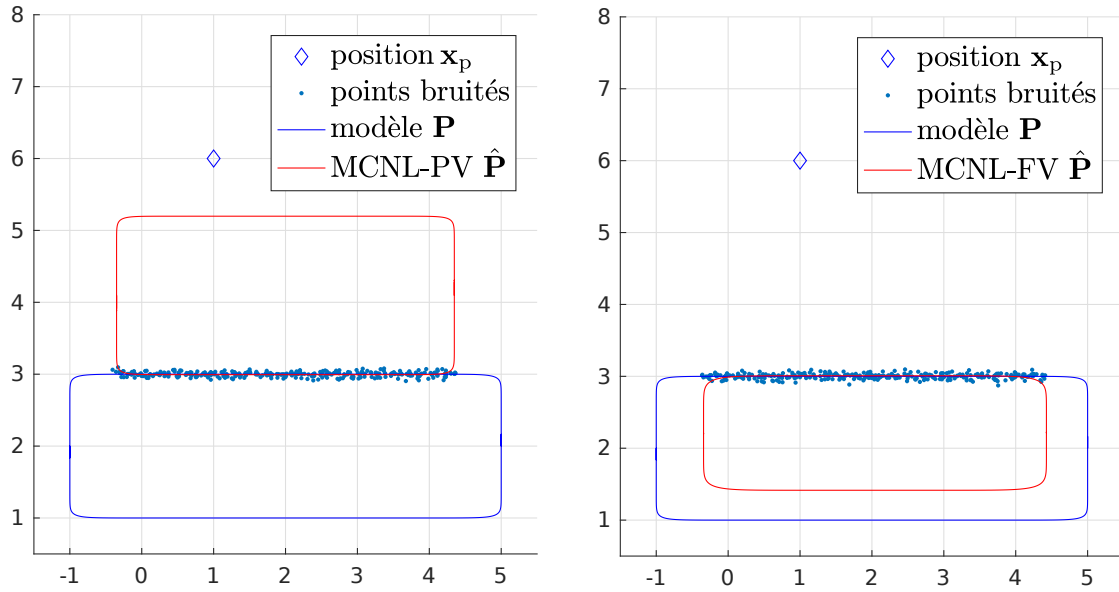 8
7
6
5
4
3
2
1
-1 0 1 2 3 4 5
position xₚ
points bruités
modèle P
MCNL-PV P̂
8
7
6
5
4
3
2
1
-1 0 1 2 3 4 5
position xₚ
points bruités
modèle P
MCNL-FV P̂